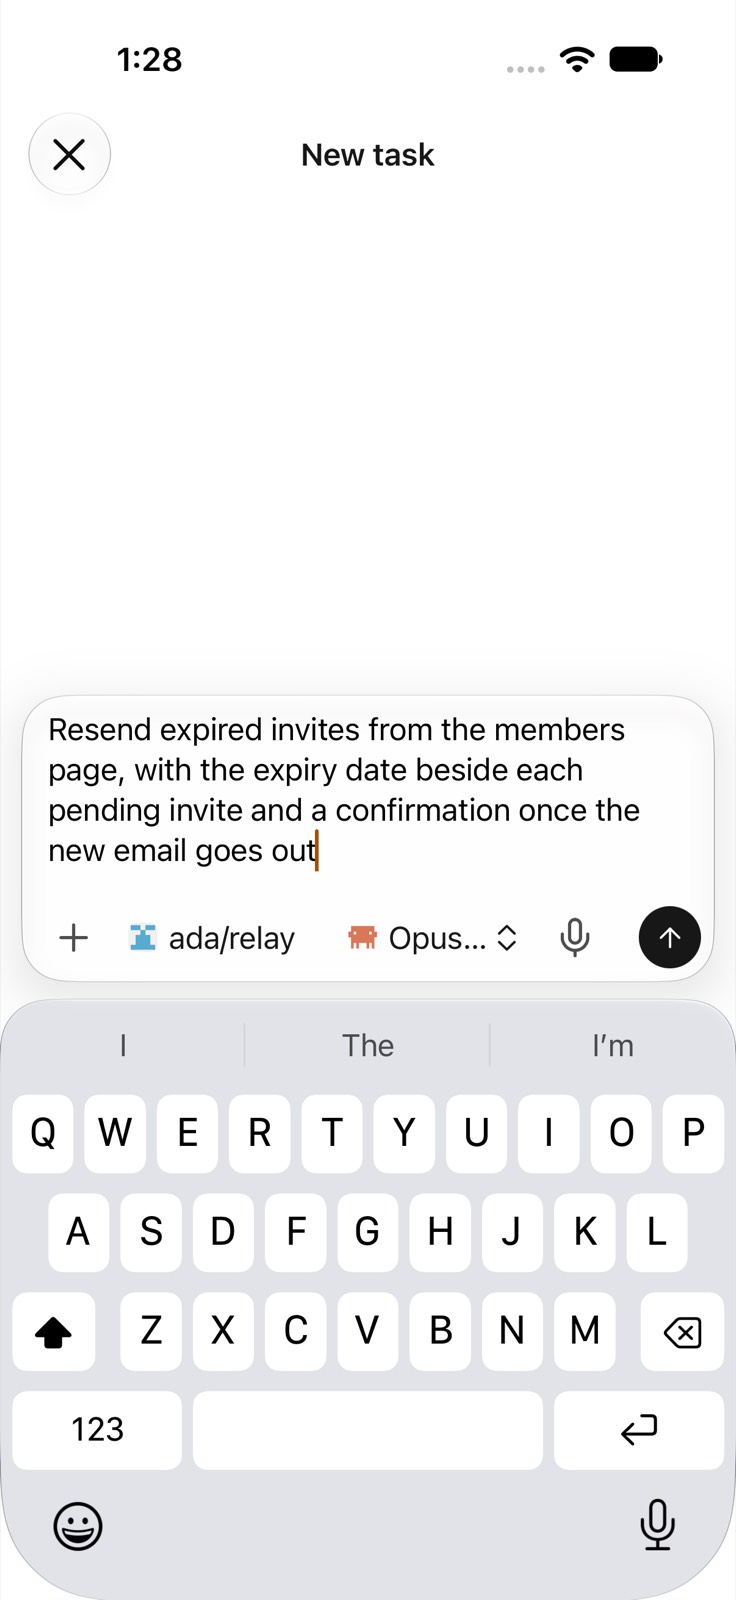 1:28
New task
Resend expired invites from the members
page, with the expiry date beside each
pending invite and a confirmation once the
new email goes out
ada/relay
Opus...
I
The
I’m
Q W E R T Y U I O P
A S D F G H J K L
Z X C V B N M
123